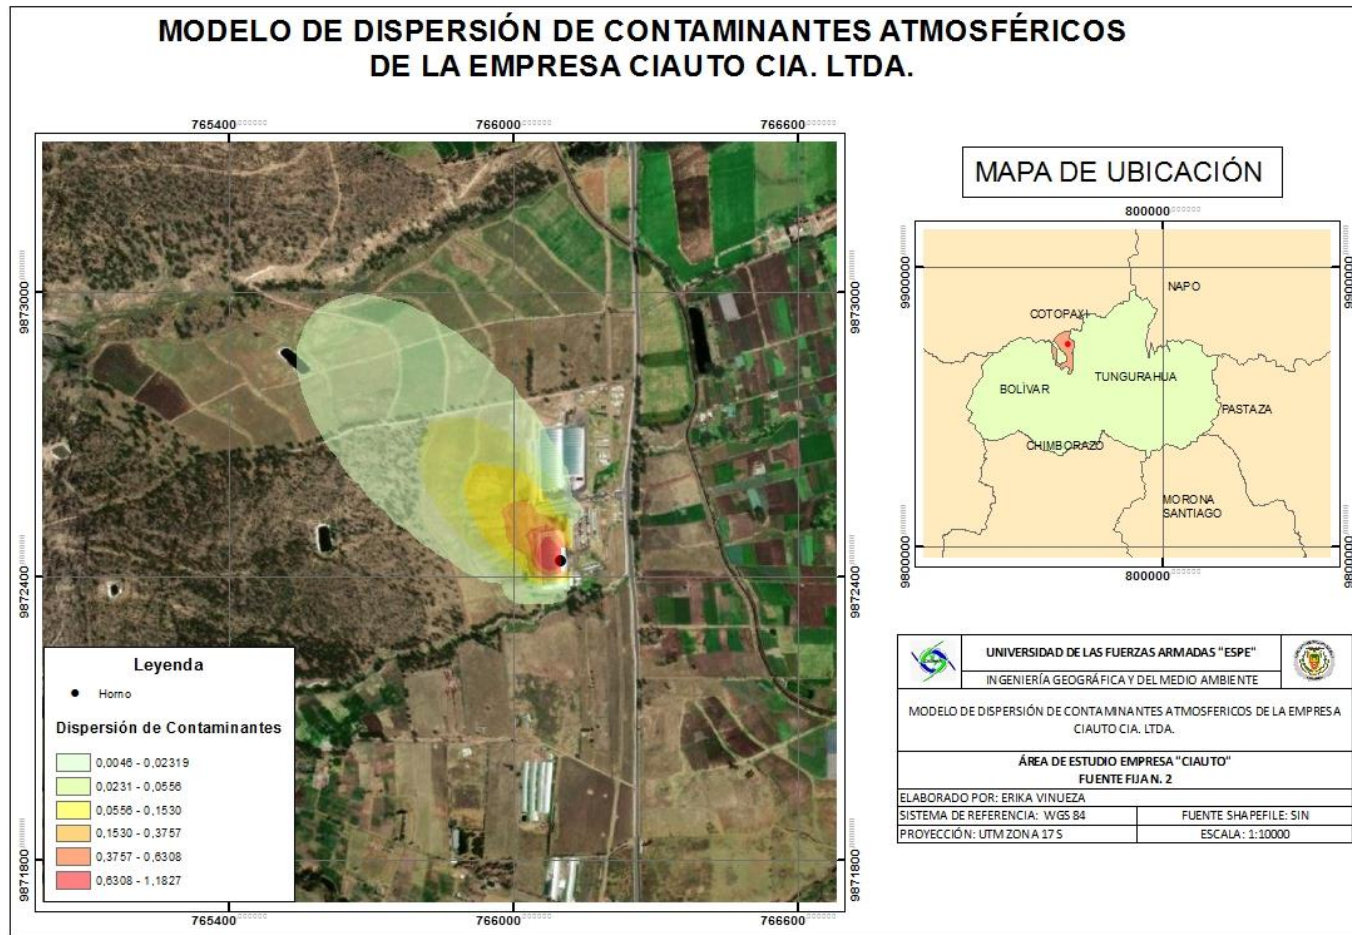 MODELO DE DISPERSIÓN DE CONTAMINANTES ATMOSFÉRICOS
DE LA EMPRESA CIAUTO CIA. LTDA.
765400
766000
766600
9873000
9873000
9872400
9872400
9871800
9871800
765400
766000
766600
Leyenda
Horno
Dispersión de Contaminantes
0,0046 - 0,02319
0,0231 - 0,0556
0,0556 - 0,1530
0,1530 - 0,3757
0,3757 - 0,6308
0,6308 - 1,1827
MAPA DE UBICACIÓN
800000
9900000
9900000
NAPO
COTOPAXI
TUNGURAHUA
BOLÍVAR
PASTAZA
CHIMBORAZO
MORONA
SANTIAGO
9800000
9800000
800000
UNIVERSIDAD DE LAS FUERZAS ARMADAS "ESPE"
INGENIERÍA GEOGRÁFICA Y DEL MEDIO AMBIENTE
MODELO DE DISPERSIÓN DE CONTAMINANTES ATMOSFERICOS DE LA EMPRESA
CIAUTO CIA. LTDA.
ÁREA DE ESTUDIO EMPRESA "CIAUTO"
FUENTE FIJA N. 2
ELABORADO POR: ERIKA VINUEZA
SISTEMA DE REFERENCIA: WGS 84
FUENTE SHAPEFILE: SIN
PROYECCIÓN: UTM ZONA 17 S
ESCALA: 1:10000